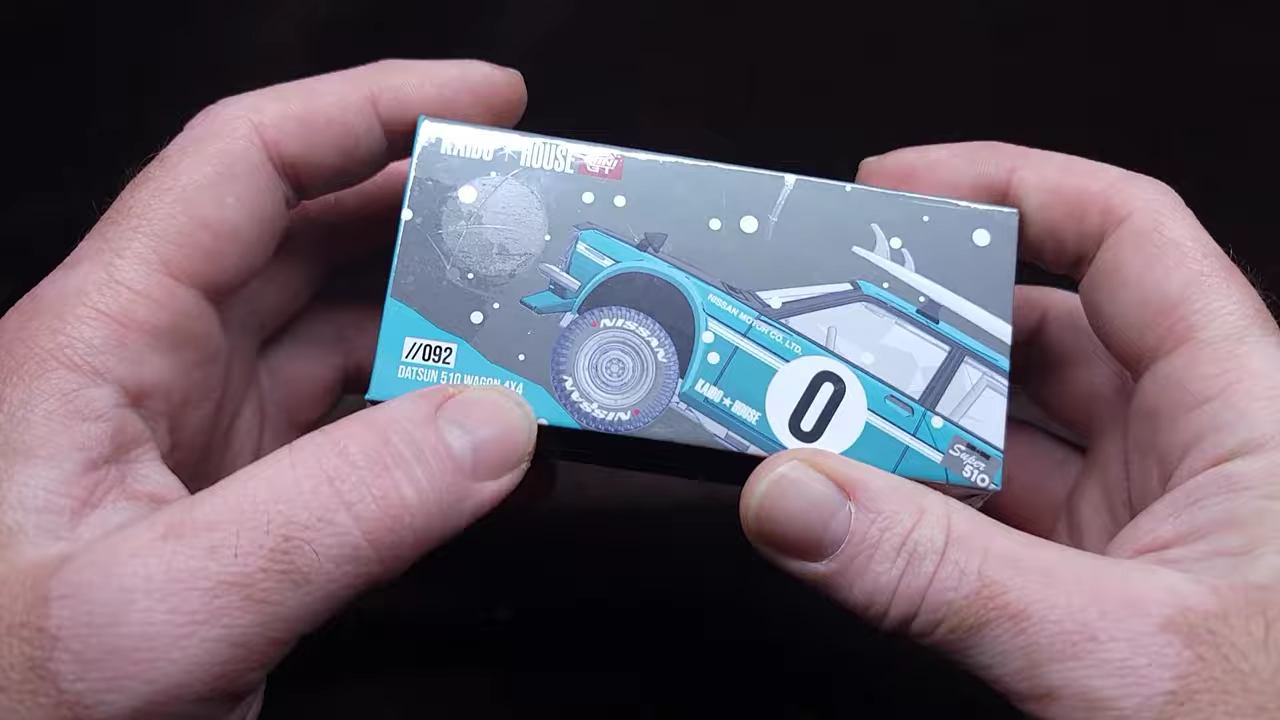 KAIDO ★ HOUSE MINI GT
//092
DATSUN 510 WAGON 4X4
NISSAN
NISSAN
NISSAN MOTOR CO., LTD.
KAIDO ★ HOUSE
0
Super
510